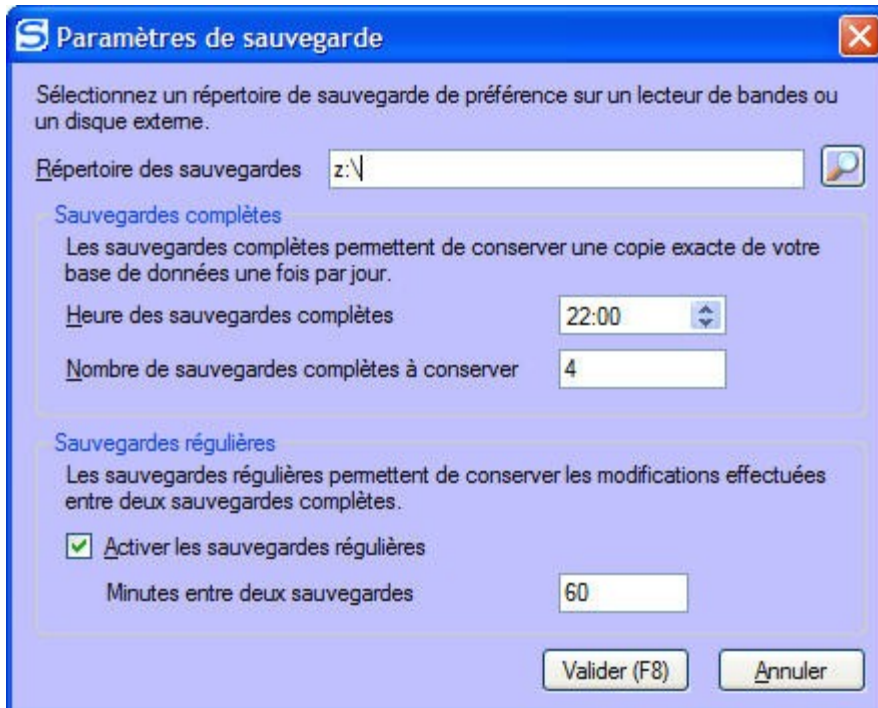 S Paramètres de sauvegarde
Sélectionnez un répertoire de sauvegarde de préférence sur un lecteur de bandes ou
un disque externe.
Répertoire des sauvegardes z:\
Sauvegardes complètes
Les sauvegardes complètes permettent de conserver une copie exacte de votre
base de données une fois par jour.
Heure des sauvegardes complètes 22:00
Nombre de sauvegardes complètes à conserver 4
Sauvegardes régulières
Les sauvegardes régulières permettent de conserver les modifications effectuées
entre deux sauvegardes complètes.
Activer les sauvegardes régulières
Minutes entre deux sauvegardes 60
Valider (F8) Annuler